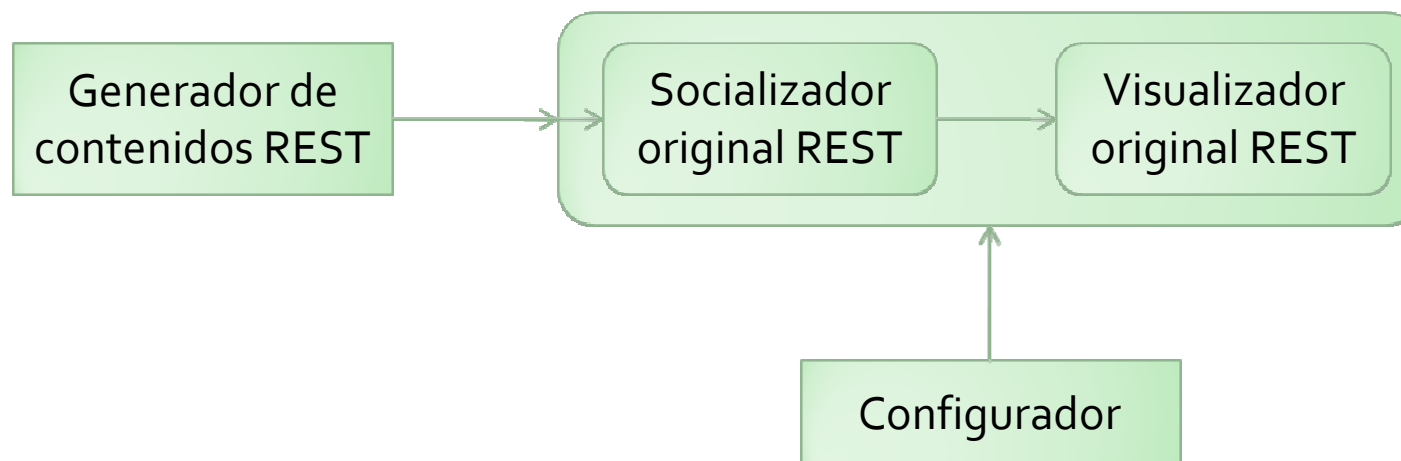 Generador de
contenidos REST
Socializador
original REST
Visualizador
original REST
Configurador